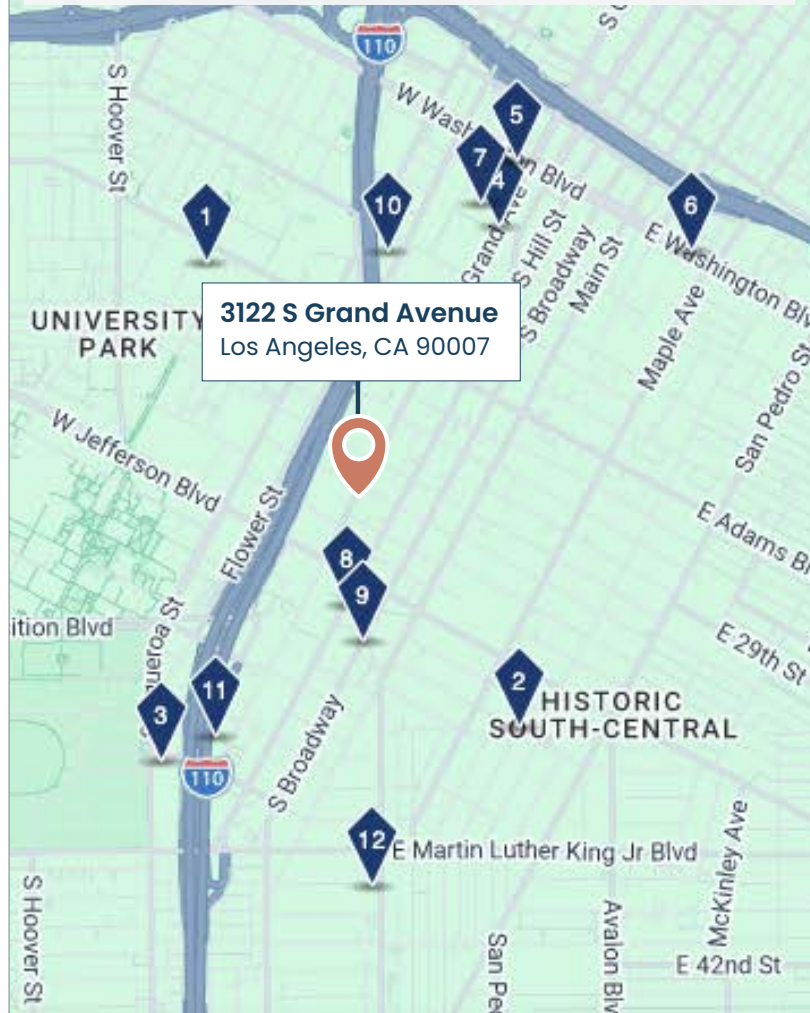 S Hoover St
110
W Wash
n Blvd
5
7
4
1
10
6
Grand Ave
S Hill St
S Broadway
Main St
E Washington Blv
Maple Ave
San Pedro St
UNIVERSITY
PARK
3122 S Grand Avenue
Los Angeles, CA 90007
W Jefferson Blvd
Flower St
E Adams Bl
8
9
ition Blvd
ueroa St
E 29th St
11
3
2
HISTORIC
SOUTH-CENTRAL
110
S Broadway
12
E Martin Luther King Jr Blvd
McKinley Ave
S Hoover St
San Pe
Avalon Blv
E 42nd St